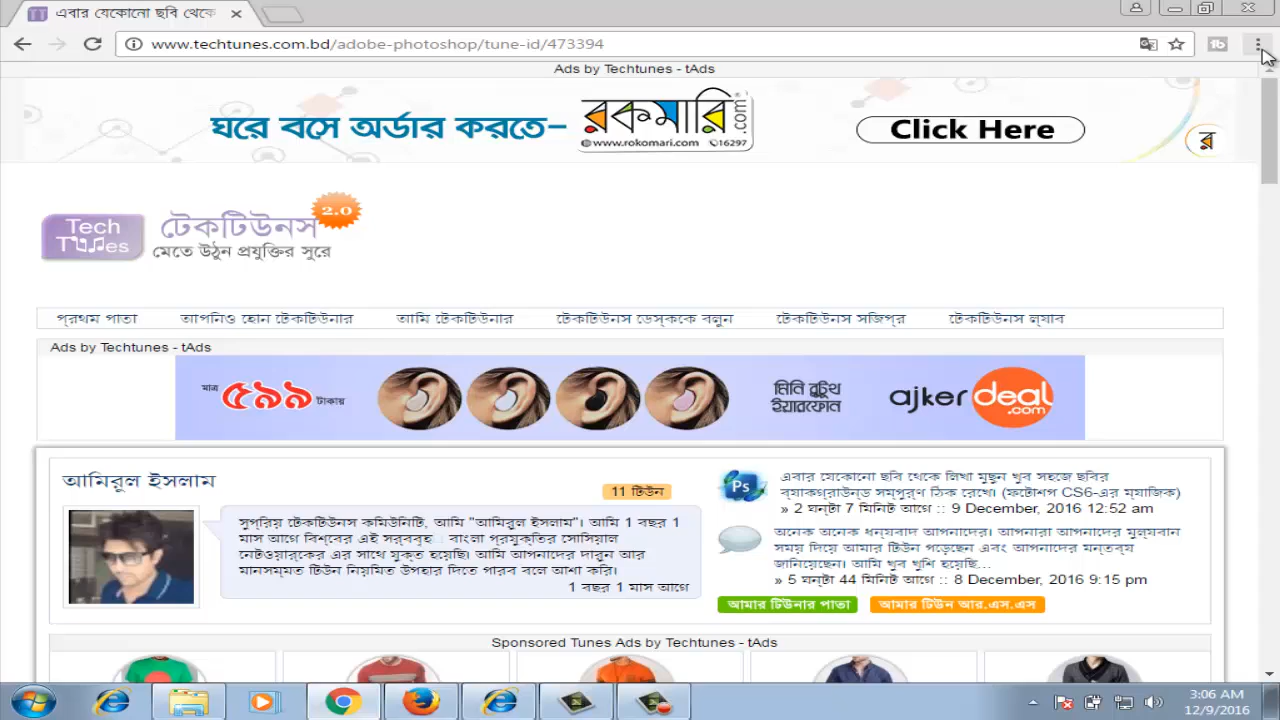 এবার যেকোনো ছবি থেকে
www.techtunes.com.bd/adobe-photoshop/tune-id/473394
Ads by Techtunes - tAds
ঘরে বসে অর্ডার করতে–
রকমারি.com
www.rokomari.com 16297
Click Here
র
Tech
Tunes
টেকটিউনস 2.0
মেতে উঠুন প্রযুক্তির সুরে
প্রথম পাতা আপনিও হোন টেকটিউনার আমি টেকটিউনার টেকটিউনস ডেস্ককে বলুন টেকটিউনস সজিপ্র টেকটিউনস ল্যাব
Ads by Techtunes - tAds
মাত্র ৫৯৯ টাকায়
মিনি ব্লুটুথ
ইয়ারফোন
ajker deal
.com
আমিরুল ইসলাম
11 টিউন
সুপ্রিয় টেকটিউনস কমিউনিটি, আমি "আমিরুল ইসলাম"। আমি 1 বছর 1
মাস আগে বিশ্বের এই সর্ববৃহৎ বাংলা প্রযুক্তির সোসিয়াল
নেটওয়ার্কের এর সাথে যুক্ত হয়েছি। আমি আপনাদের দারুন আর
মানসম্মত টিউন নিয়মিত উপহার দিতে পারব বলে আশা করি।
1 বছর 1 মাস আগে
Ps
এবার যেকোনো ছবি থেকে লিখা মুছুন খুব সহজে ছবির
ব্যাকগ্রাউন্ড সম্পুর্ণ ঠিক রেখে। (ফটোশপ CS6-এর ম্যাজিক)
» 2 ঘন্টা 7 মিনিট আগে :: 9 December, 2016 12:52 am
অনেক অনেক ধন্যবাদ আপনাদের। আপনারা আপনাদের মুল্যবান
সময় দিয়ে আমার টিউন পড়েছেন এবং আপনাদের মন্তব্য
জানিয়েছেন। আমি খুব খুশি হয়েছি...
» 5 ঘন্টা 44 মিনিট আগে :: 8 December, 2016 9:15 pm
আমার টিউনার পাতা আমার টিউন আর.এস.এস
Sponsored Tunes Ads by Techtunes - tAds
3:06 AM
12/9/2016